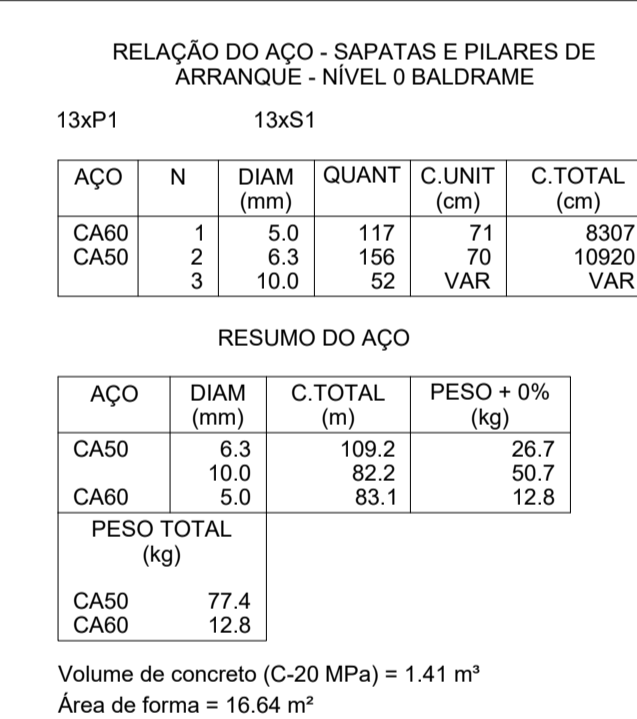 RELAÇÃO DO AÇO - SAPATAS E PILARES DE
ARRANQUE - NÍVEL 0 BALDRAME
13xP1 13xS1
AÇO N DIAM QUANT C.UNIT C.TOTAL
(mm) (cm) (cm)
CA60 1 5.0 117 71 8307
CA50 2 6.3 156 70 10920
3 10.0 52 VAR VAR
RESUMO DO AÇO
AÇO DIAM C.TOTAL PESO + 0%
(mm) (m) (kg)
CA50 6.3 109.2 26.7
10.0 82.2 50.7
CA60 5.0 83.1 12.8
PESO TOTAL
(kg)
CA50 77.4
CA60 12.8
Volume de concreto (C-20 MPa) = 1.41 m³
Área de forma = 16.64 m²